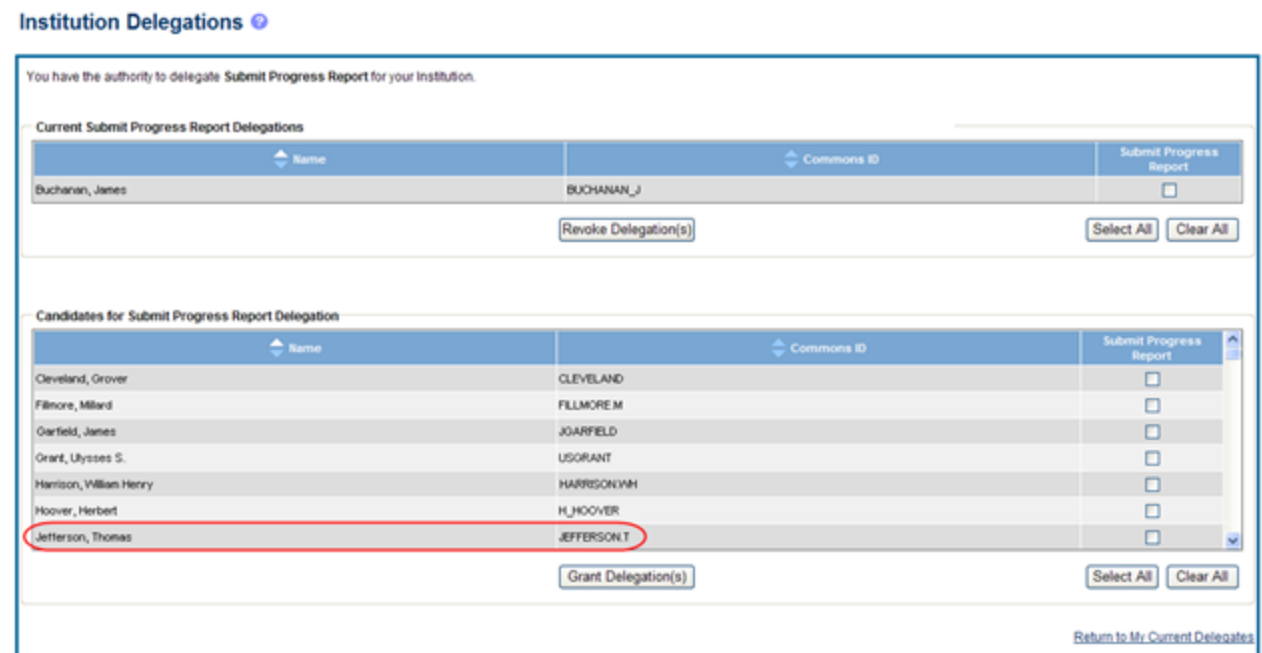 Institution Delegations ?
You have the authority to delegate Submit Progress Report for your Institution.
Current Submit Progress Report Delegations
Name Commons ID Submit Progress Report
Buchanan, James BUCHANAN_J
Revoke Delegation(s) Select All Clear All
Candidates for Submit Progress Report Delegation
Name Commons ID Submit Progress Report
Cleveland, Grover CLEVELAND
Fillmore, Millard FILLMORE.M
Garfield, James JGARFIELD
Grant, Ulysses S. USGRANT
Harrison, William Henry HARRISON.WH
Hoover, Herbert H_HOOVER
Jefferson, Thomas JEFFERSON.T
Grant Delegation(s) Select All Clear All
Return to My Current Delegates